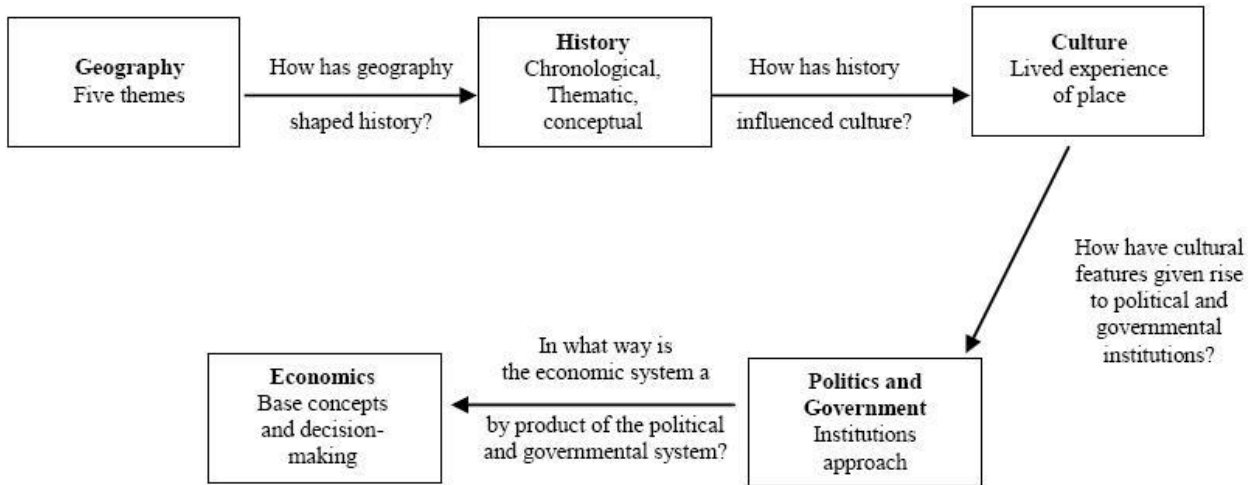 Geography
Five themes
How has geography
shaped history?
History
Chronological,
Thematic,
conceptual
How has history
influenced culture?
Culture
Lived experience
of place
How have cultural
features given rise
to political and
governmental
institutions?
Politics and
Government
Institutions
approach
In what way is
the economic system a
by product of the political
and governmental system?
Economics
Base concepts
and decision-
making